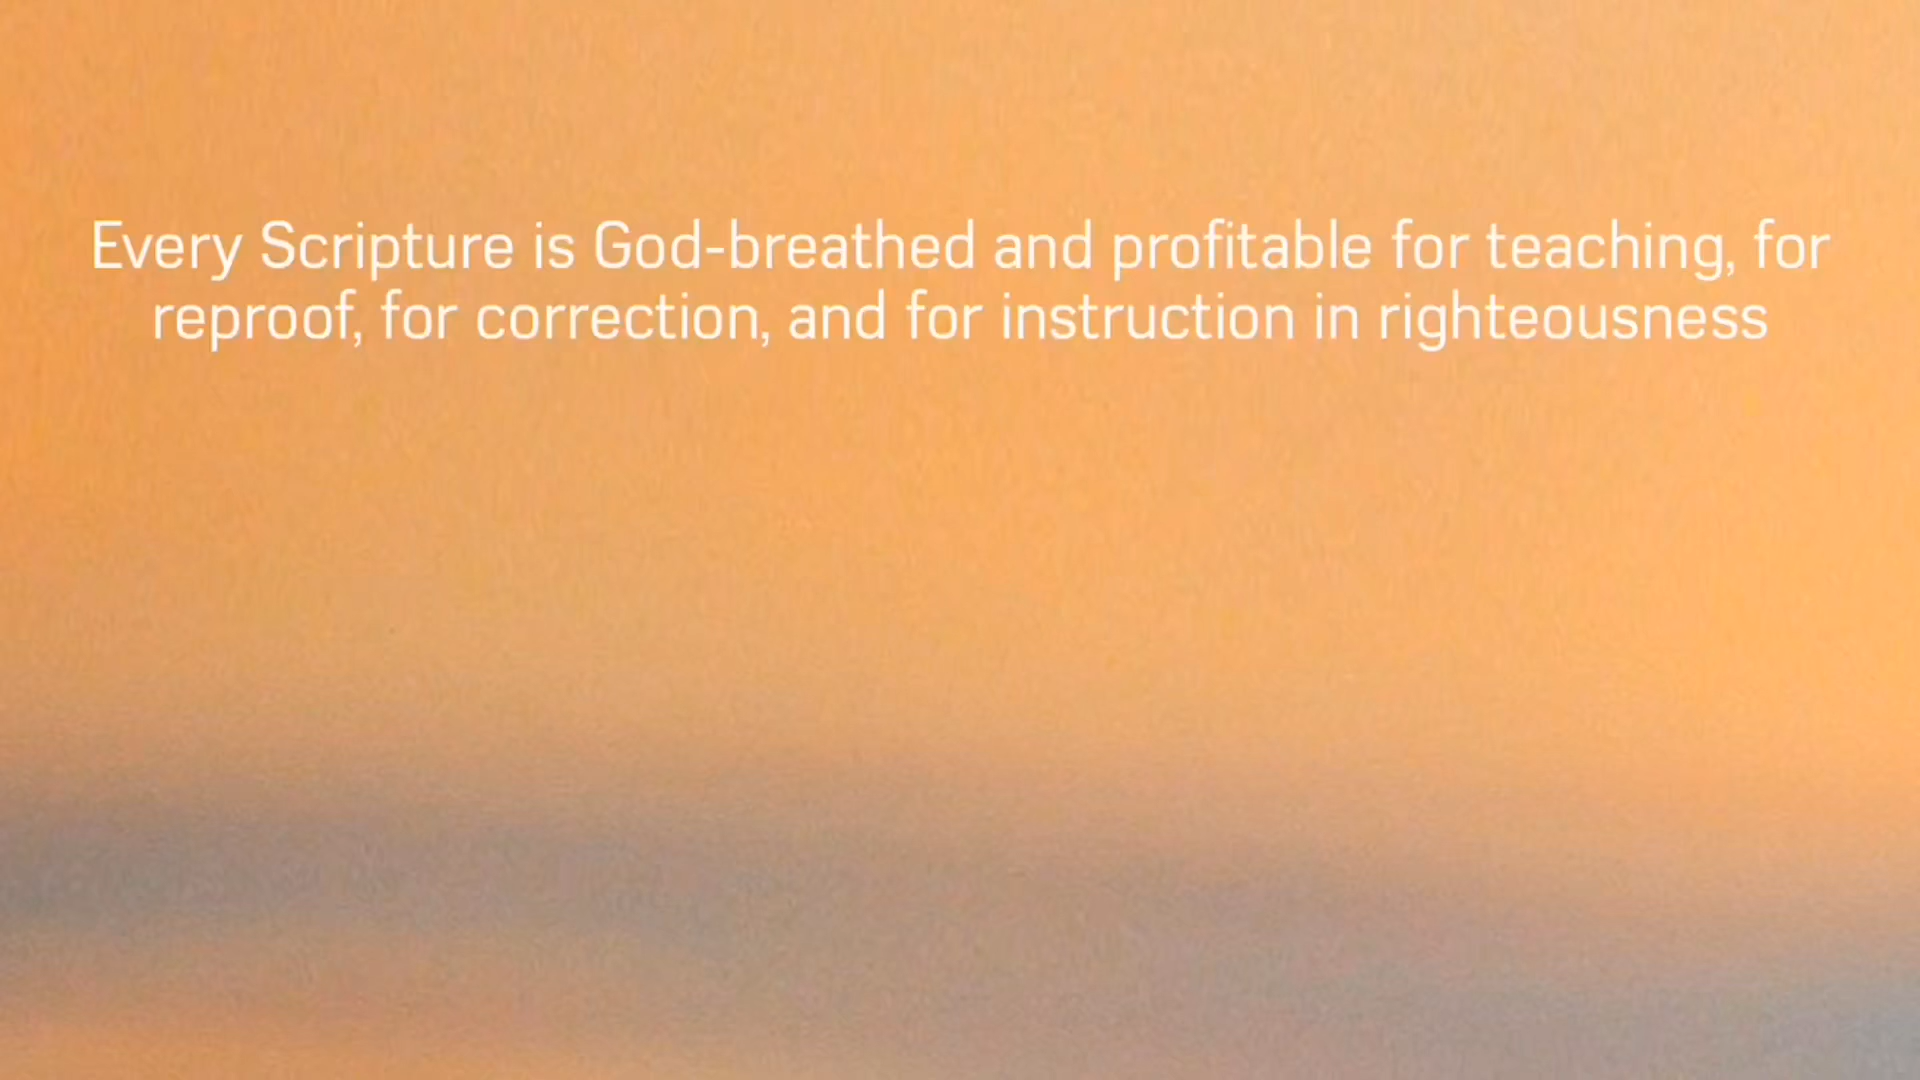 Every Scripture is God-breathed and profitable for teaching, for
reproof, for correction, and for instruction in righteousness